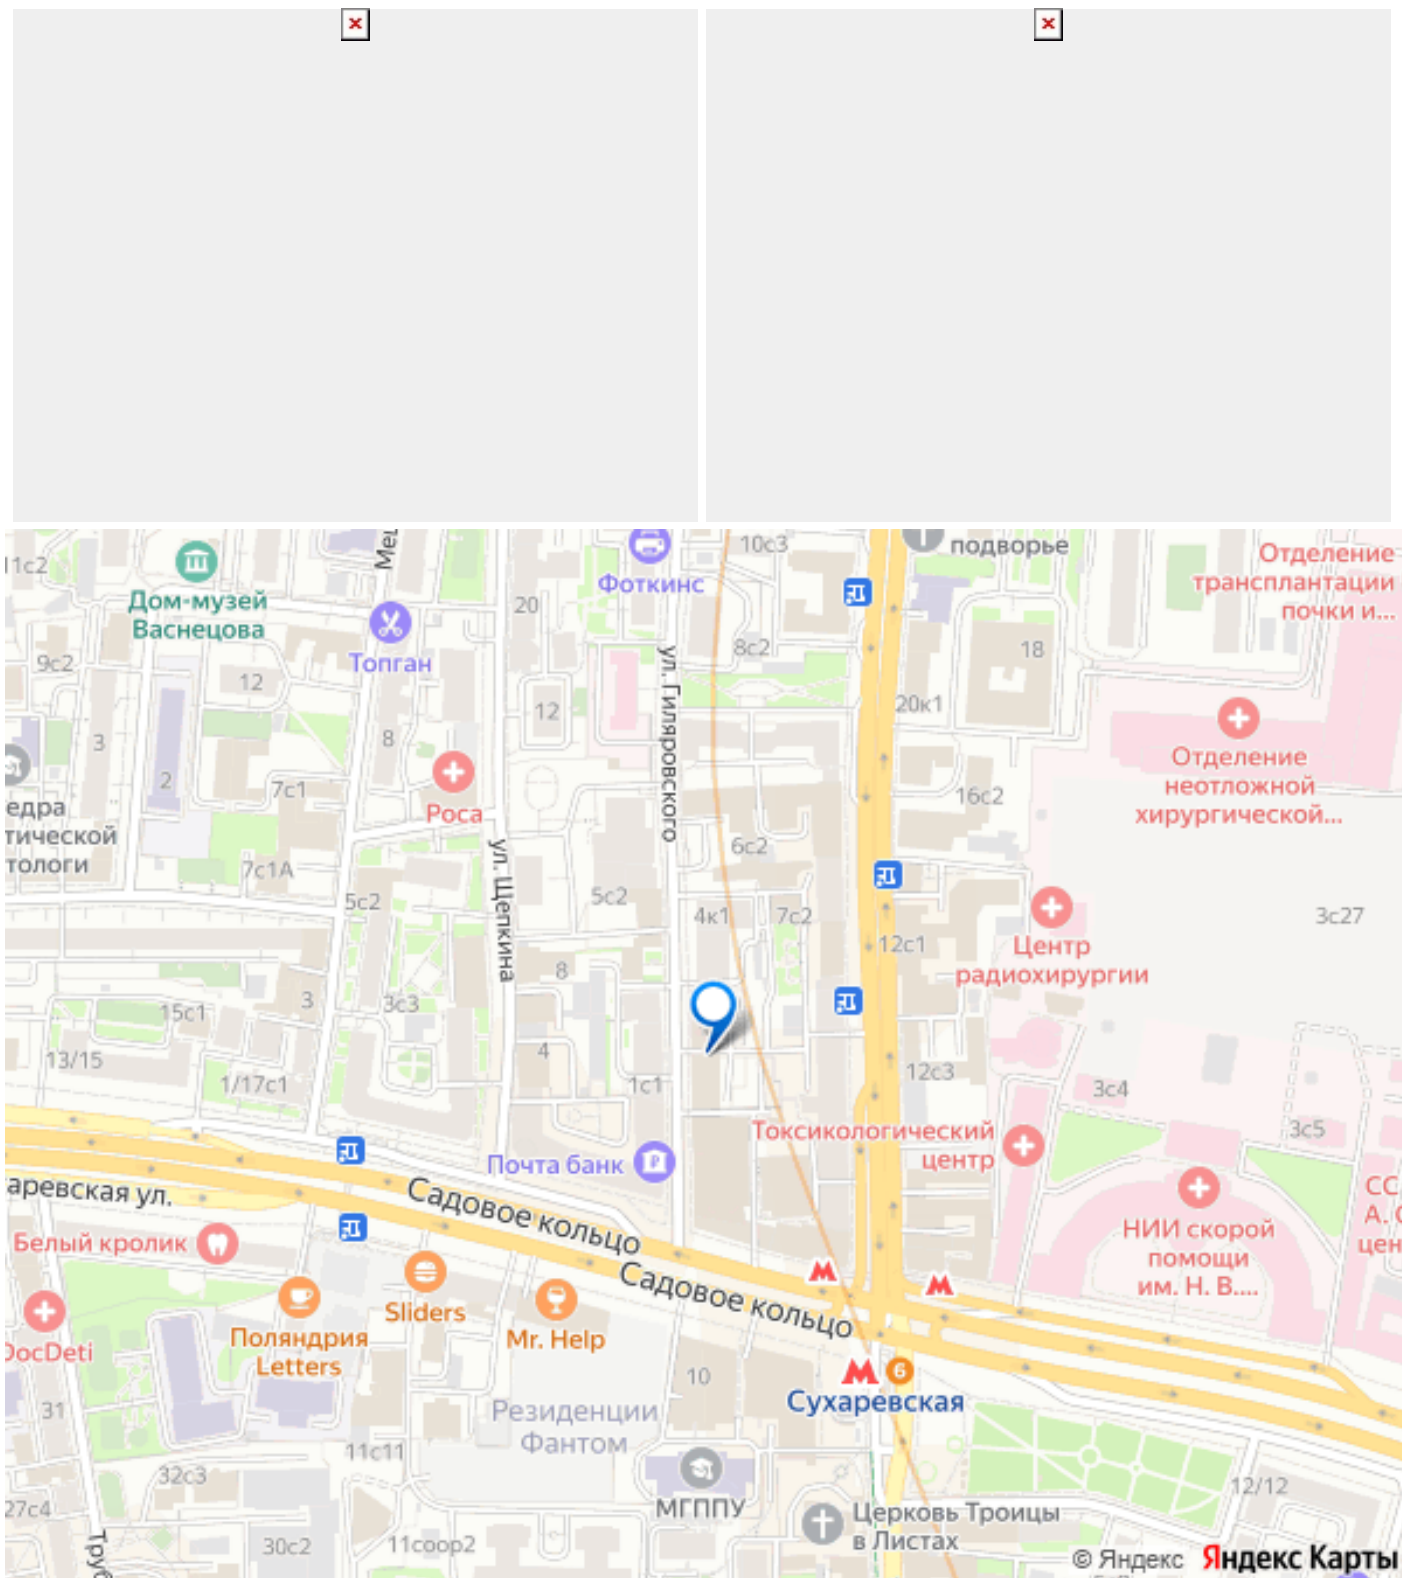 10с3
подворье
Отделение
трансплантации
почки и...
11с2
Фоткинс
Дом-музей
Васнецова
20
Топган
8с2
18
9с2
12
12
20к1
ул. Гиляровского
3
8
2
7с1
Роса
Отделение
неотложной
хирургической...
16с2
едра
тической
тологи
6с2
7с1А
ул. Щепкина
5с2
5с2
4к1
7с2
3с27
12с1
Центр
радиохирургии
8
15с1
3
3с3
13/15
4
1/17с1
1с1
12с3
3с4
Токсикологический
центр
3с5
Почта банк
аревская ул.
Садовое кольцо
НИИ скорой
помощи
им. Н. В....
Белый кролик
Садовое кольцо
Sliders
Поляндрия
Letters
Mr. Help
DocDeti
10
6
Сухаревская
31
Резиденции
Фантом
11с11
32с3
МГППУ
12/12
27с4
Церковь Троицы
в Листах
30с2
11соор2
© Яндекс Яндекс Карты